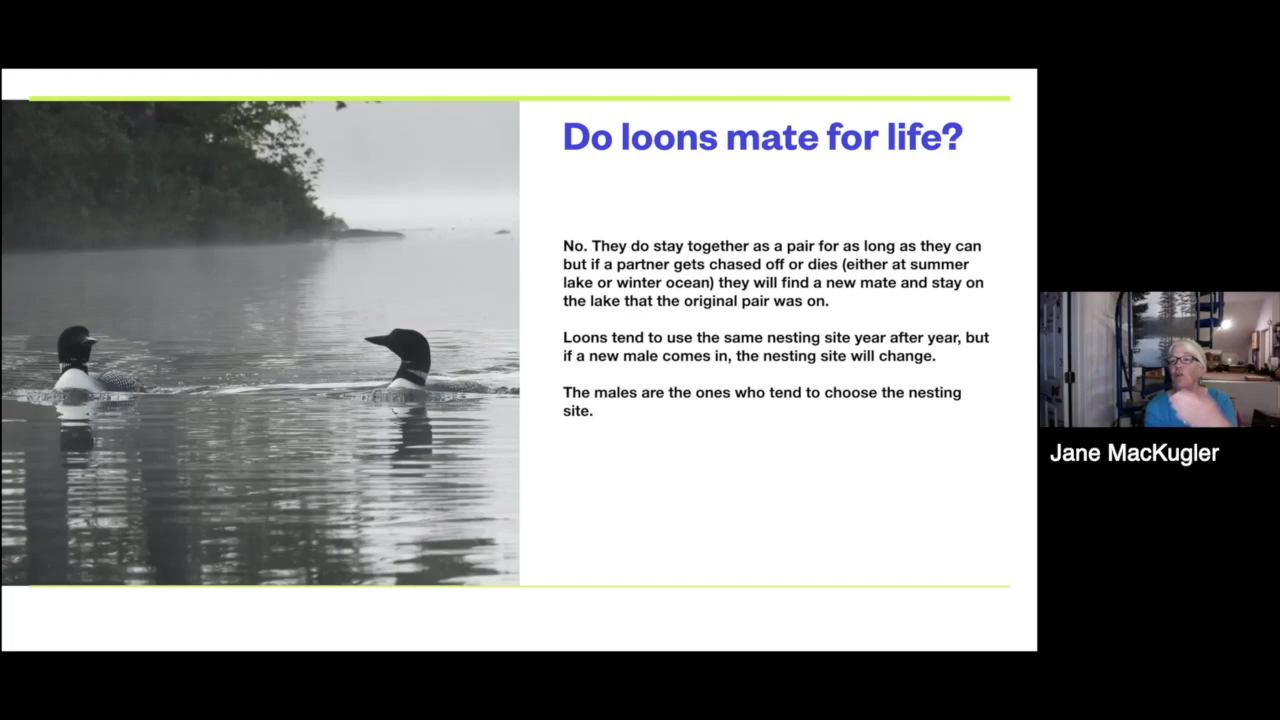 Do loons mate for life?
No. They do stay together as a pair for as long as they can
but if a partner gets chased off or dies (either at summer
lake or winter ocean) they will find a new mate and stay on
the lake that the original pair was on.
Loons tend to use the same nesting site year after year, but
if a new male comes in, the nesting site will change.
The males are the ones who tend to choose the nesting
site.
Jane MacKugler